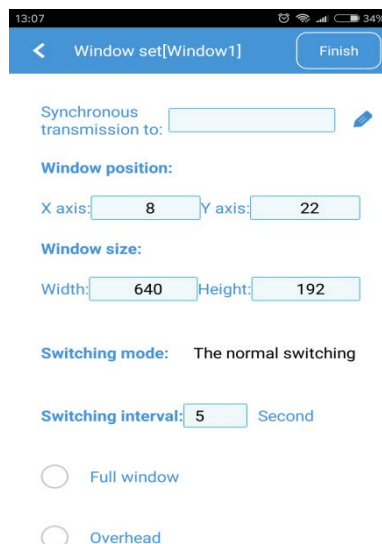 13:07 34%
Window set[Window1] Finish
Synchronous
transmission to:
Window position:
X axis: 8 Y axis: 22
Window size:
Width: 640 Height: 192
Switching mode: The normal switching
Switching interval: 5 Second
Full window
Overhead